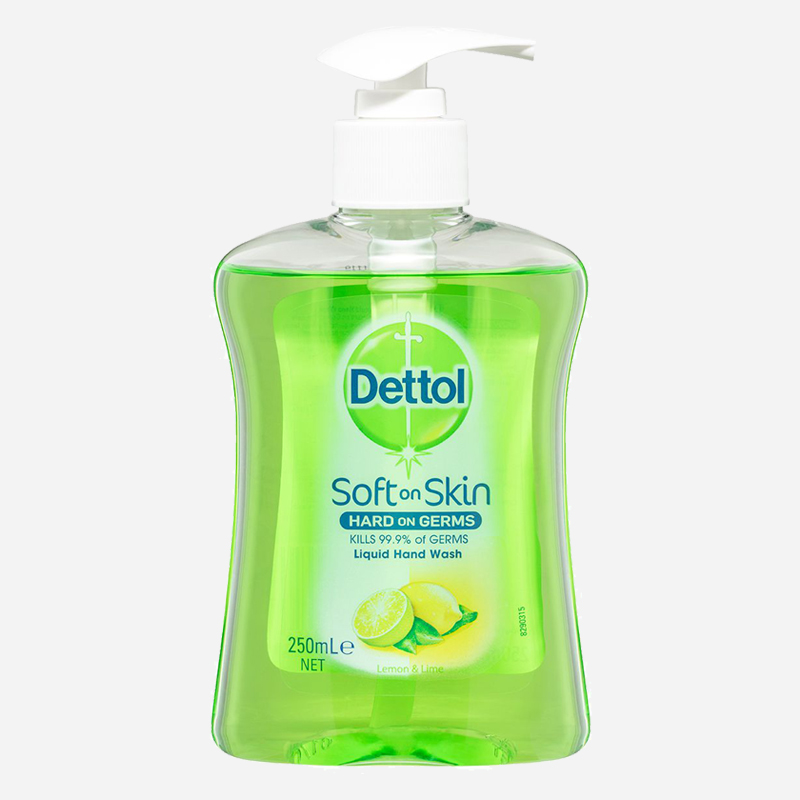 Dettol
Soft on Skin
HARD ON GERMS
KILLS 99.9% of GERMS
Liquid Hand Wash
8290315
250mLe
NET
Lemon & Lime